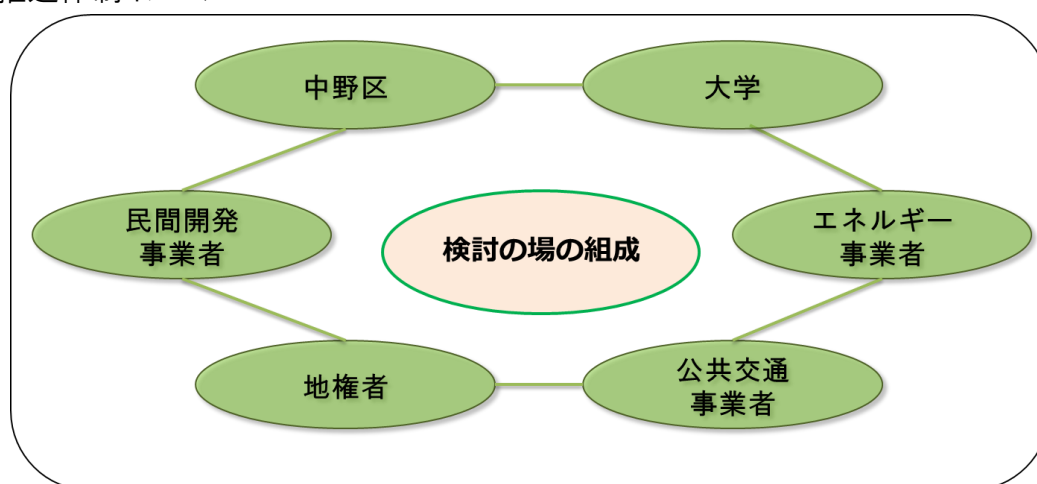 中野区
大学
民間開発
事業者
検討の場の組成
エネルギー
事業者
地権者
公共交通
事業者